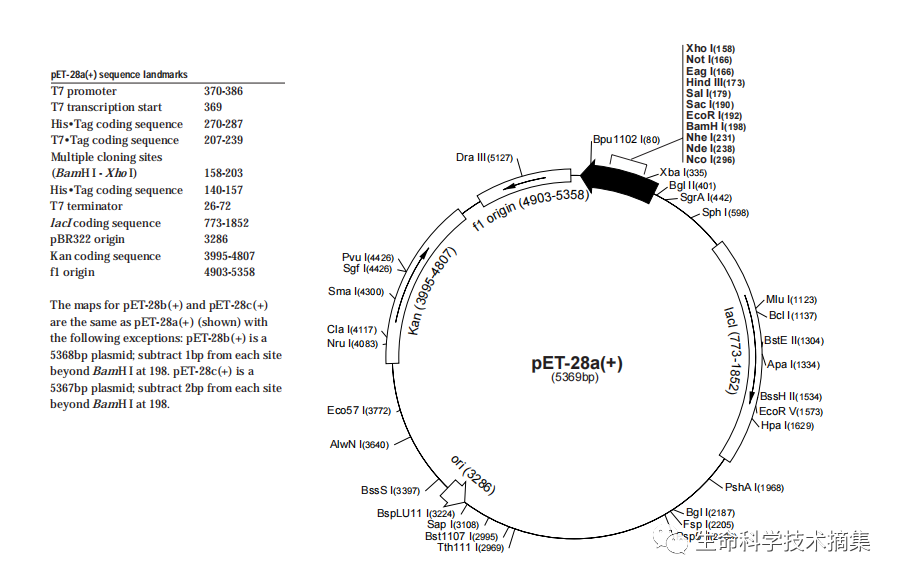 pET-28a(+) sequence landmarks
T7 promoter 370-386
T7 transcription start 369
His•Tag coding sequence 270-287
T7•Tag coding sequence 207-239
Multiple cloning sites
(BamH I - Xho I) 158-203
His•Tag coding sequence 140-157
T7 terminator 26-72
lacI coding sequence 773-1852
pBR322 origin 3286
Kan coding sequence 3995-4807
f1 origin 4903-5358
The maps for pET-28b(+) and pET-28c(+)
are the same as pET-28a(+) (shown) with
the following exceptions: pET-28b(+) is a
5368bp plasmid; subtract 1bp from each site
beyond BamH I at 198. pET-28c(+) is a
5367bp plasmid; subtract 2bp from each site
beyond BamH I at 198.
Xho I(158)
Not I(166)
Eag I(166)
Hind III(173)
Sal I(179)
Sac I(190)
EcoR I(192)
BamH I(198)
Nhe I(231)
Nde I(238)
Nco I(296)
Bpu1102 I(80)
Dra III(5127)
Xba I(335)
Bgl II(401)
SgrA I(442)
Sph I(598)
f1 origin (4903-5358)
Pvu I(4426)
Sgf I(4426)
Sma I(4300)
Kan (3995-4807)
Cla I(4117)
Nru I(4083)
Mlu I(1123)
Bcl I(1137)
lacI (773-1852)
BstE II(1304)
Apa I(1334)
pET-28a(+)
(5369bp)
BssH II(1534)
EcoR V(1573)
Hpa I(1629)
Eco57 I(3772)
AlwN I(3640)
ori (3286)
BssS I(3397)
PshA I(1968)
BspLU11 I(3224)
Sap I(3108)
Bst1107 I(2995)
Tth111 I(2969)
Bgl I(2187)
Fsp I(2205)
生命科学技术摘集